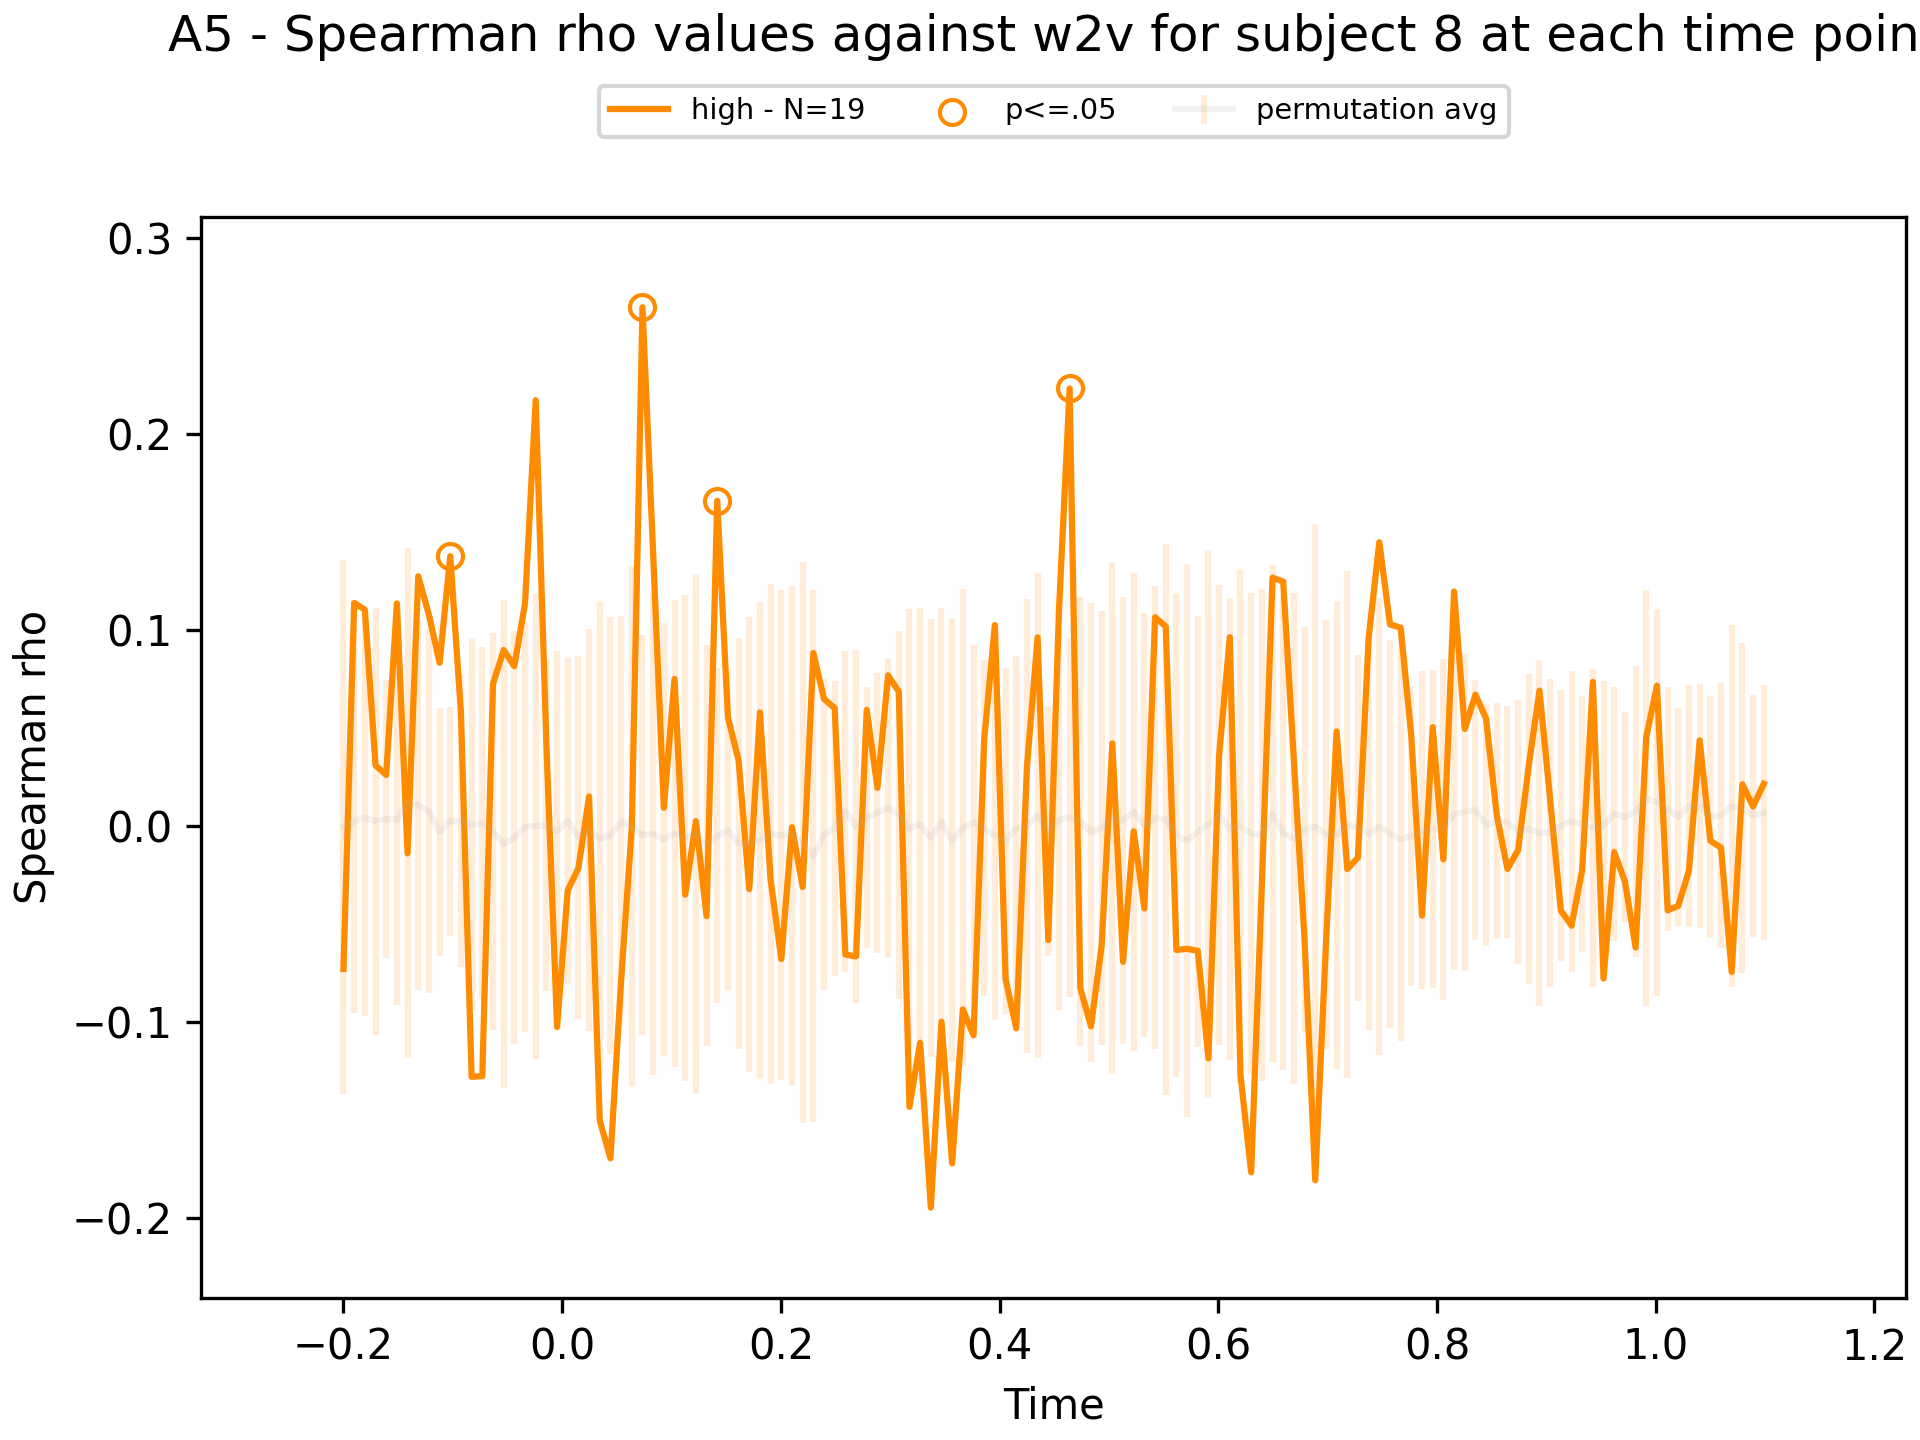 A5 - Spearman rho values against w2v for subject 8 at each time poin
high - N=19 p<=.05 permutation avg
0.3
0.2
0.1
0.0
−0.1
−0.2
Spearman rho
−0.2 0.0 0.2 0.4 0.6 0.8 1.0 1.2
Time